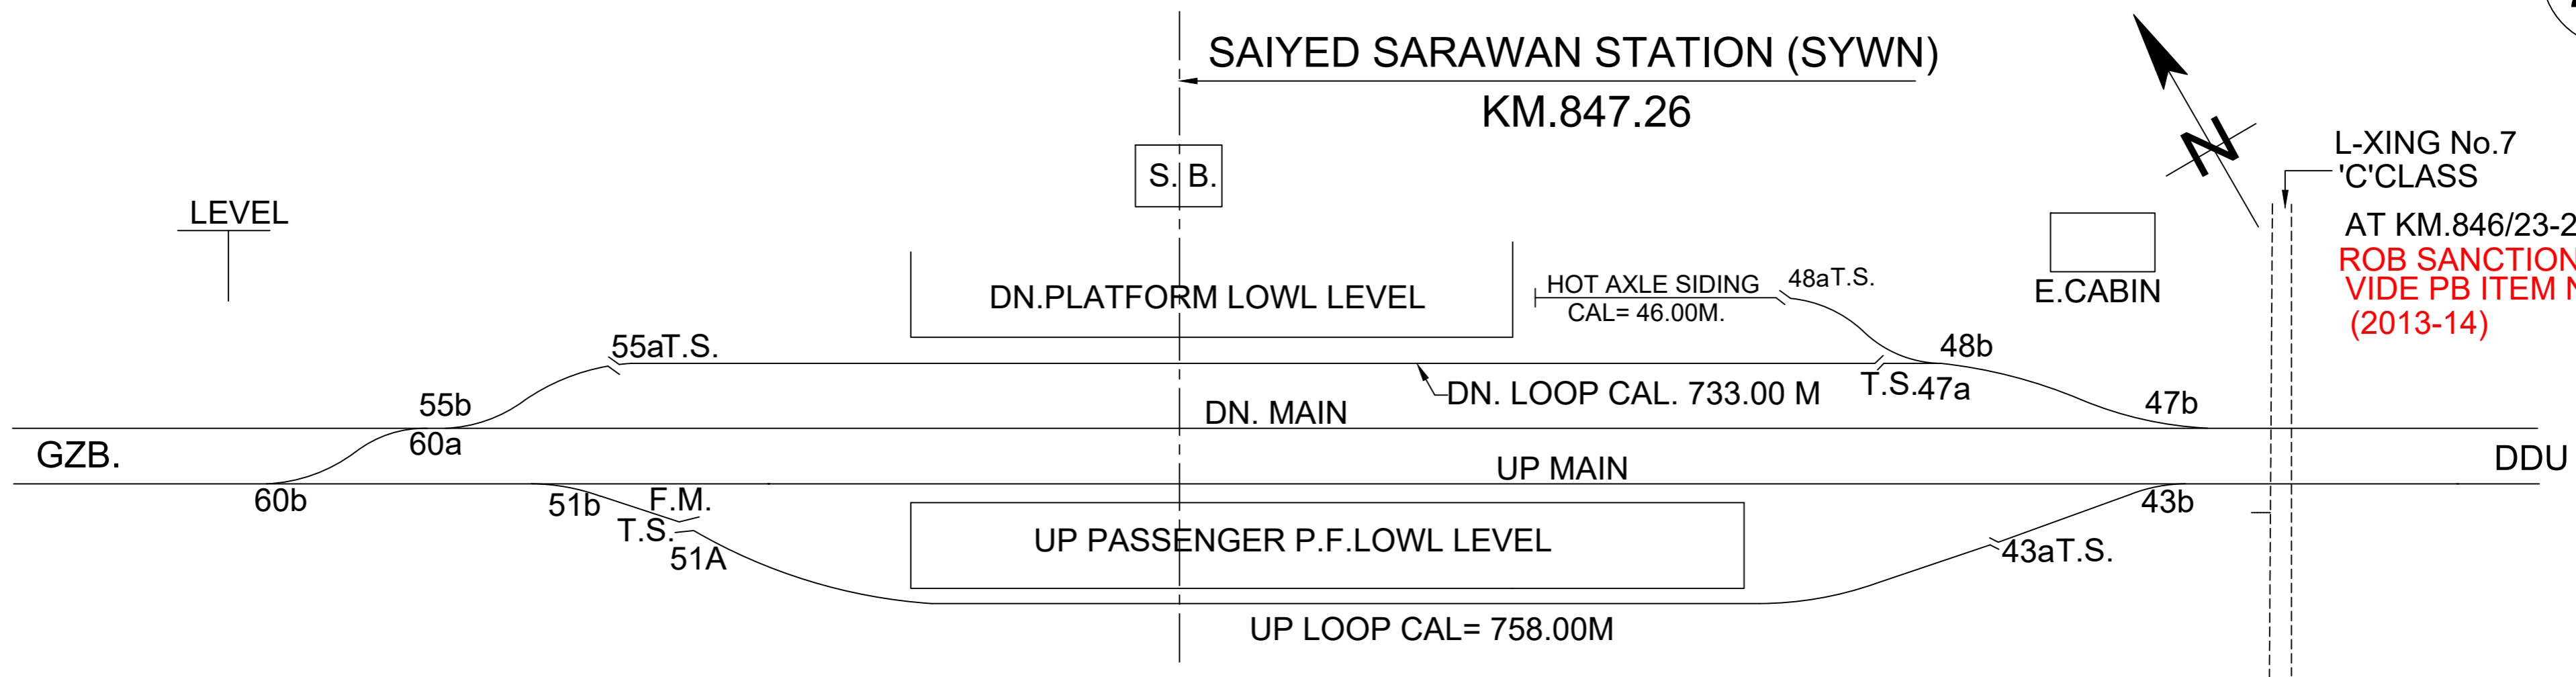 SAIYED SARAWAN STATION (SYWN)
KM.847.26
N
L-XING No.7
'C'CLASS
AT KM.846/23-2
ROB SANCTION
VIDE PB ITEM N
(2013-14)
S. B.
LEVEL
E.CABIN
DN.PLATFORM LOWL LEVEL
HOT AXLE SIDING
CAL= 46.00M.
48aT.S.
55aT.S.
48b
T.S.47a
DN. LOOP CAL. 733.00 M
55b
47b
DN. MAIN
60a
GZB.
UP MAIN
DDU
60b
51b
F.M.
T.S.
51A
43b
UP PASSENGER P.F.LOWL LEVEL
43aT.S.
UP LOOP CAL= 758.00M